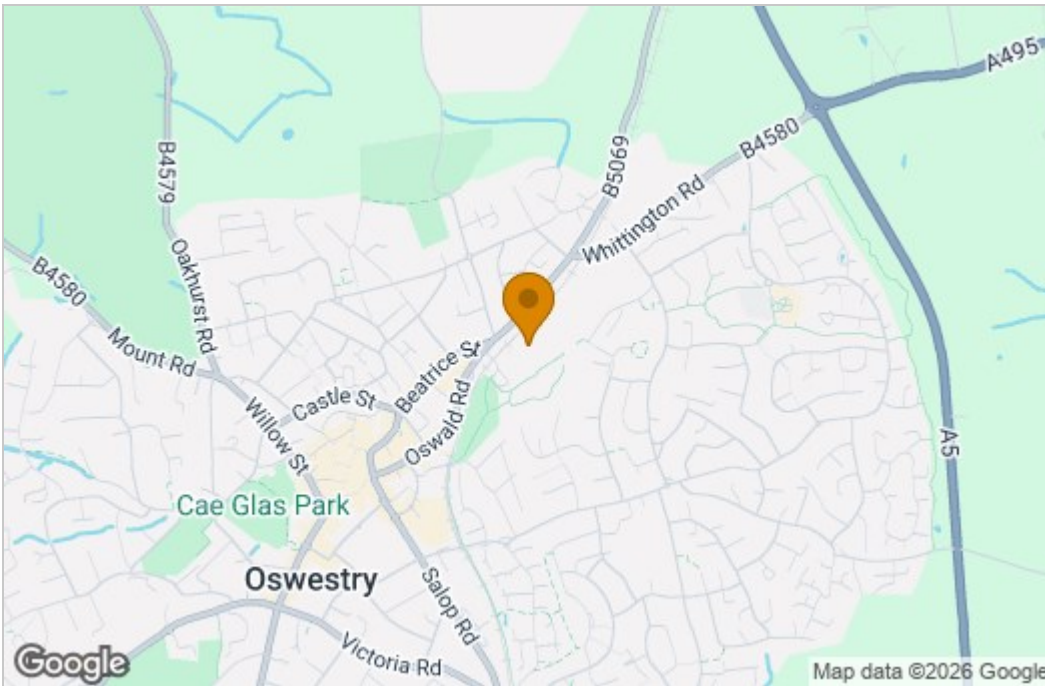 A495
B4580
B5069
B4579
Whittington Rd
Oakhurst Rd
B4580
Mount Rd
Beatrice St
Castle St
Willow St
Oswald Rd
A5
Cae Glas Park
Oswestry
Salop Rd
Victoria Rd
Google
Map data ©2026 Google